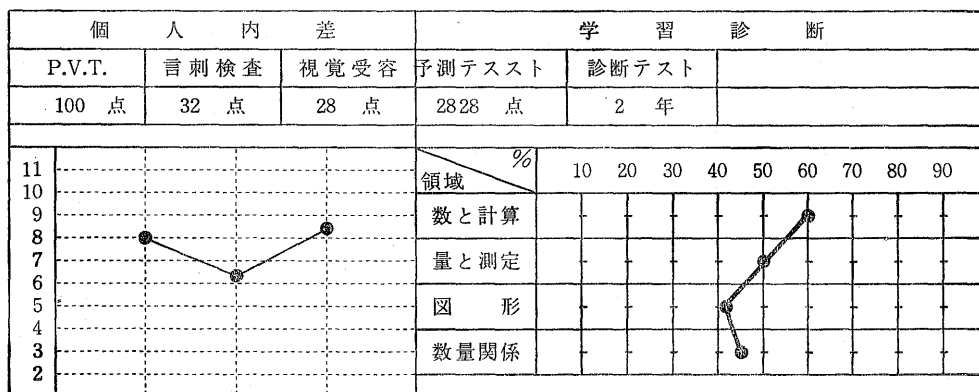 個人内差 学習診断
P.V.T. 言刺検査 視覚受容 予測テススト 診断テスト
100 点 32 点 28 点 2828 点 2 年
% 10 20 30 40 50 60 70 80 90
領域
数と計算
量と測定
図形
数量関係
11
10
9
8
7
6
5
4
3
2